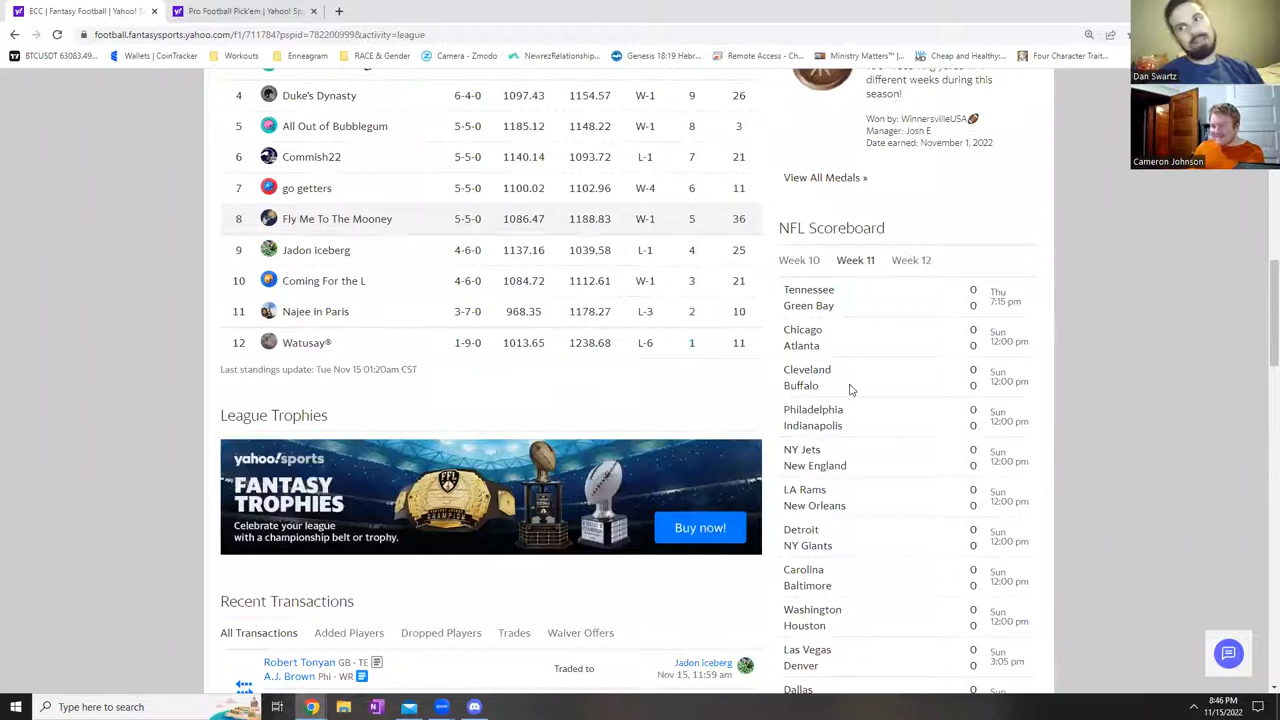 ECC | Fantasy Football | Yahoo! S
Pro Football Pick'em | Yahoo! Sp
football.fantasysports.yahoo.com/f1/711784?pspid=782200999&activity=league
BTCUSDT 63083.49...
Wallets | CoinTracker
Workouts
Enneagram
RACE & Gender
Camera - Zmodo
NewrezRelationship...
Genesis 18:19 Hebr...
Remote Access - Ch...
Ministry Matters™ |...
Cheap and Healthy:...
Four Character Trait...
Dan Swartz
Cameron Johnson
4 Duke's Dynasty 6-4-0 1097.43 1154.57 W-1 9 26
5 All Out of Bubblegum 5-5-0 1185.12 1148.22 W-1 8 3
6 Commish22 5-5-0 1140.14 1093.72 L-1 7 21
7 go getters 5-5-0 1100.02 1102.96 W-4 6 11
8 Fly Me To The Mooney 5-5-0 1086.47 1188.83 W-1 5 36
9 Jadon iceberg 4-6-0 1137.16 1039.58 L-1 4 25
10 Coming For the L 4-6-0 1084.72 1112.61 W-1 3 21
11 Najee in Paris 3-7-0 968.35 1178.27 L-3 2 10
12 Watusay® 1-9-0 1013.65 1238.68 L-6 1 11
Last standings update: Tue Nov 15 01:20am CST
League Trophies
yahoo!sports
FANTASY
TROPHIES
Celebrate your league
with a championship belt or trophy.
Buy now!
Recent Transactions
All Transactions Added Players Dropped Players Trades Waiver Offers
Robert Tonyan GB - TE
A.J. Brown Phi - WR
Traded to
Jadon iceberg
Nov 15, 11:59 am
different weeks during this
season!
Won by: WinnersvilleUSA🏈
Manager: Josh E
Date earned: November 1, 2022
View All Medals »
NFL Scoreboard
Week 10 Week 11 Week 12
Tennessee 0
Green Bay 0
Thu
7:15 pm
Chicago 0
Atlanta 0
Sun
12:00 pm
Cleveland 0
Buffalo 0
Sun
12:00 pm
Philadelphia 0
Indianapolis 0
Sun
12:00 pm
NY Jets 0
New England 0
Sun
12:00 pm
LA Rams 0
New Orleans 0
Sun
12:00 pm
Detroit 0
NY Giants 0
Sun
12:00 pm
Carolina 0
Baltimore 0
Sun
12:00 pm
Washington 0
Houston 0
Sun
12:00 pm
Las Vegas 0
Denver 0
Sun
3:05 pm
Dallas 0
Sun
Type here to search
8:46 PM
11/15/2022